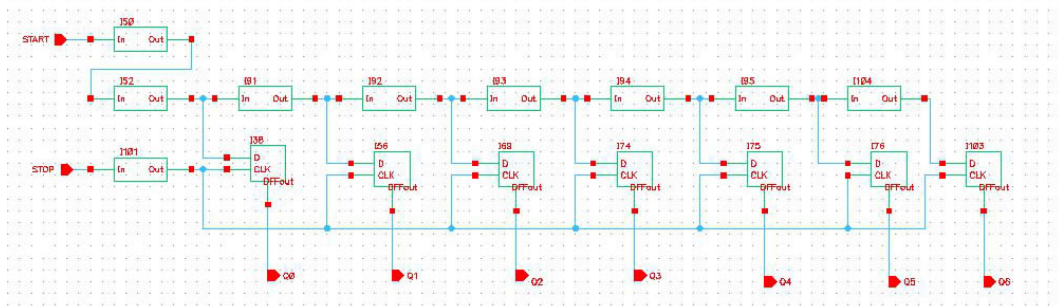 I50
START In Out
I52 I91 I92 I93 I94 I95 I104
In Out In Out In Out In Out In Out In Out In Out
I101 I38 I56 I69 I74 I75 I76 I103
STOP In Out D D D D D D D
CLK CLK CLK CLK CLK CLK CLK
DFFout DFFout DFFout DFFout DFFout DFFout DFFout
Q0 Q1 Q2 Q3 Q4 Q5 Q6